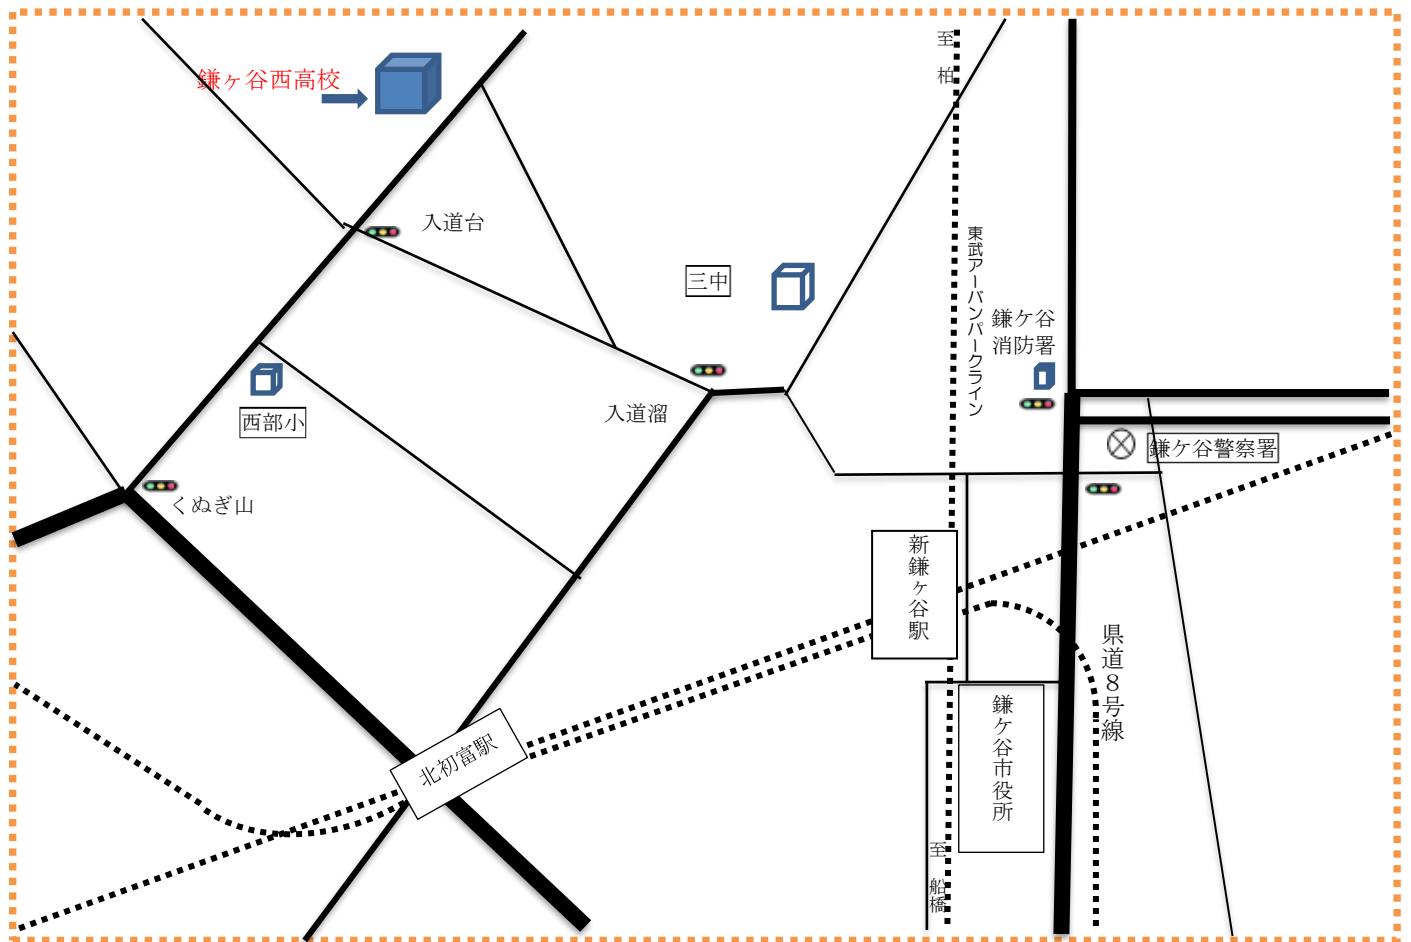 至 柏
鎌ヶ谷西高校
入道台
東武アーバンパークライン
三中
鎌ケ谷
消防署
入道溜
西部小
鎌ケ谷警察署
くぬぎ山
新鎌ヶ谷駅
県道8号線
鎌ケ谷市役所
北初富駅
至 船橋